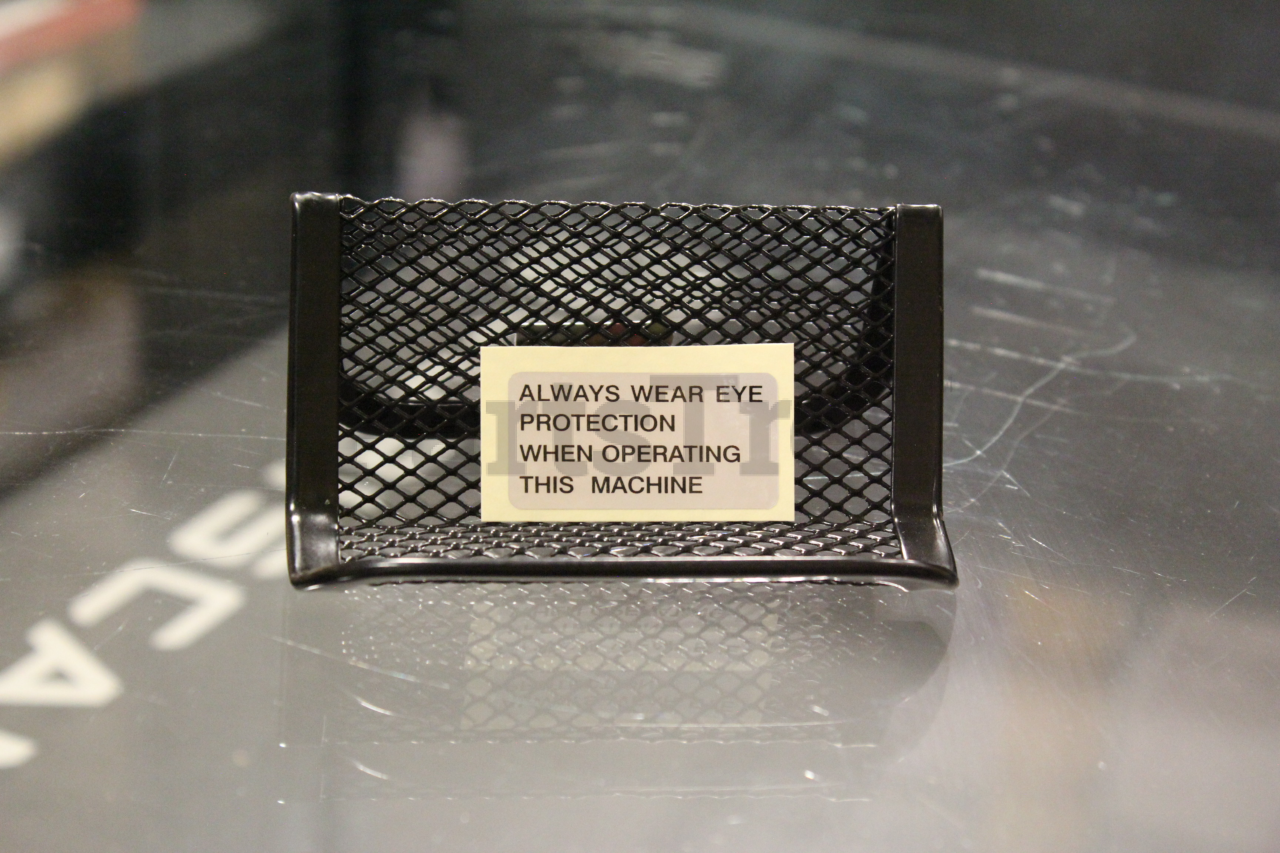 ALWAYS WEAR EYE
PROTECTION
WHEN OPERATING
THIS MACHINE